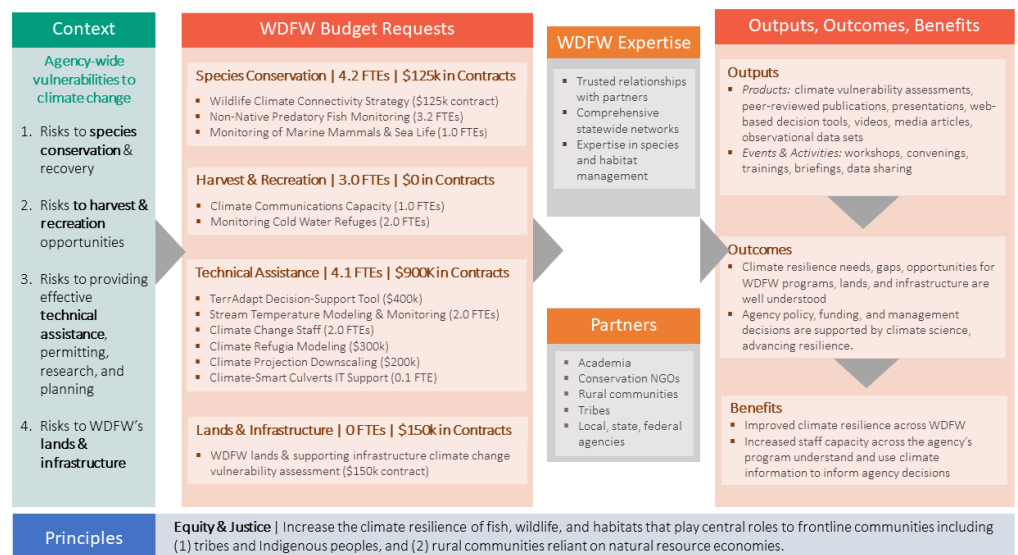 Context
Agency-wide
vulnerabilities to
climate change
1. Risks to species
conservation &
recovery
2. Risks to harvest &
recreation
opportunities
3. Risks to providing
effective
technical
assistance,
permitting,
research, and
planning
4. Risks to WDFW's
lands &
infrastructure
WDFW Budget Requests
Species Conservation | 4.2 FTEs | $125k in Contracts
▪ Wildlife Climate Connectivity Strategy ($125k contract)
▪ Non-Native Predatory Fish Monitoring (3.2 FTEs)
▪ Monitoring of Marine Mammals & Sea Life (1.0 FTEs)
Harvest & Recreation | 3.0 FTEs | $0 in Contracts
▪ Climate Communications Capacity (1.0 FTEs)
▪ Monitoring Cold Water Refuges (2.0 FTEs)
Technical Assistance | 4.1 FTEs | $900K in Contracts
▪ TerrAdapt Decision-Support Tool ($400k)
▪ Stream Temperature Modeling & Monitoring (2.0 FTEs)
▪ Climate Change Staff (2.0 FTEs)
▪ Climate Refugia Modeling ($300k)
▪ Climate Projection Downscaling ($200k)
▪ Climate-Smart Culverts IT Support (0.1 FTE)
Lands & Infrastructure | 0 FTEs | $150k in Contracts
▪ WDFW lands & supporting infrastructure climate change
vulnerability assessment ($150k contract)
WDFW Expertise
▪ Trusted relationships
with partners
▪ Comprehensive
statewide networks
▪ Expertise in species
and habitat
management
Partners
▪ Academia
▪ Conservation NGOs
▪ Rural communities
▪ Tribes
▪ Local, state, federal
agencies
Outputs, Outcomes, Benefits
Outputs
▪ Products: climate vulnerability assessments,
peer-reviewed publications, presentations, web-
based decision tools, videos, media articles,
observational data sets
▪ Events & Activities: workshops, convenings,
trainings, briefings, data sharing
Outcomes
▪ Climate resilience needs, gaps, opportunities for
WDFW programs, lands, and infrastructure are
well understood
▪ Agency policy, funding, and management
decisions are supported by climate science,
advancing resilience.
Benefits
▪ Improved climate resilience across WDFW
▪ Increased staff capacity across the agency's
program understand and use climate
information to inform agency decisions
Principles
Equity & Justice | Increase the climate resilience of fish, wildlife, and habitats that play central roles to frontline communities including
(1) tribes and Indigenous peoples, and (2) rural communities reliant on natural resource economies.